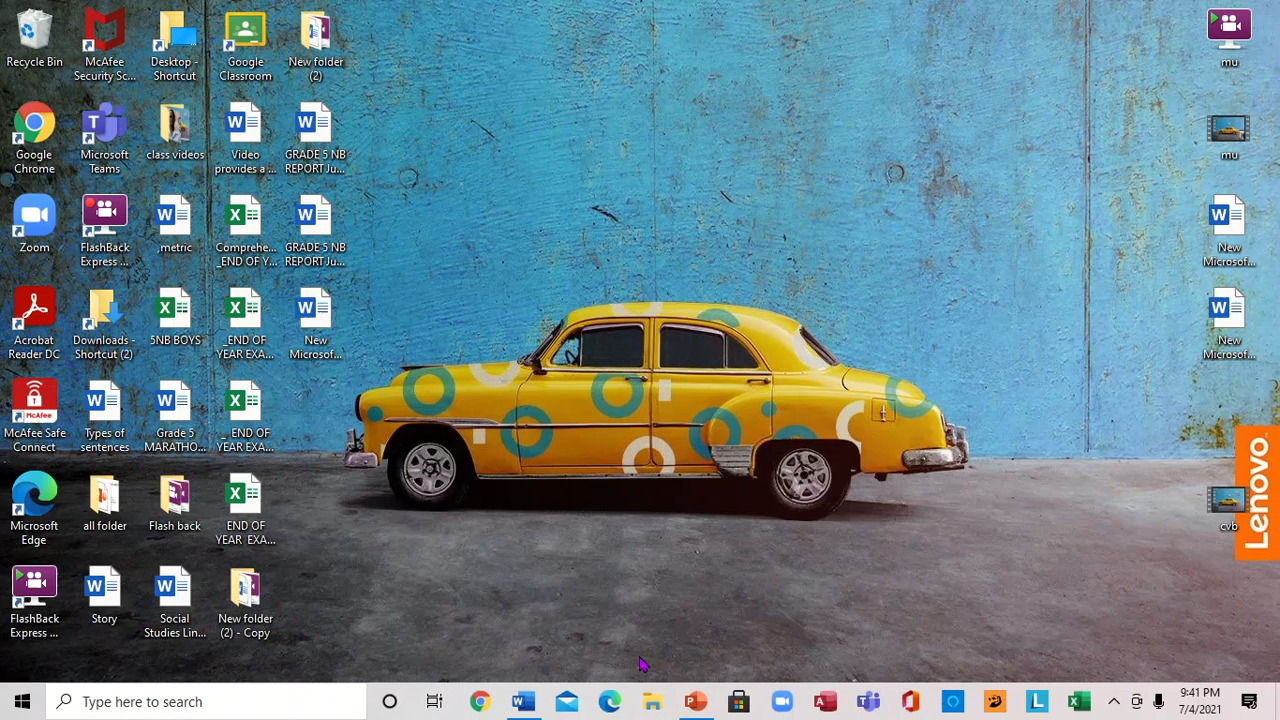 Recycle Bin
McAfee
Security Sc...
Desktop -
Shortcut
Google
Classroom
New folder
(2)
Google
Chrome
Microsoft
Teams
class videos
Video
provides a ...
GRADE 5 NB
REPORT Ju...
Zoom
FlashBack
Express ...
,metric
Comprehe...
_END OF Y...
GRADE 5 NB
REPORT Ju...
Acrobat
Reader DC
Downloads -
Shortcut (2)
5NB BOYS
_END OF
YEAR EXA...
New
Microsof...
McAfee Safe
Connect
Types of
sentences
Grade 5
MARATHO...
_ END OF
YEAR EXA...
Microsoft
Edge
all folder
Flash back
END OF
YEAR EXA...
FlashBack
Express ...
Story
Social
Studies Lin...
New folder
(2) - Copy
mu
mu
New
Microsof...
New
Microsof...
cvb
Lenovo
Type here to search
9:41 PM
7/4/2021